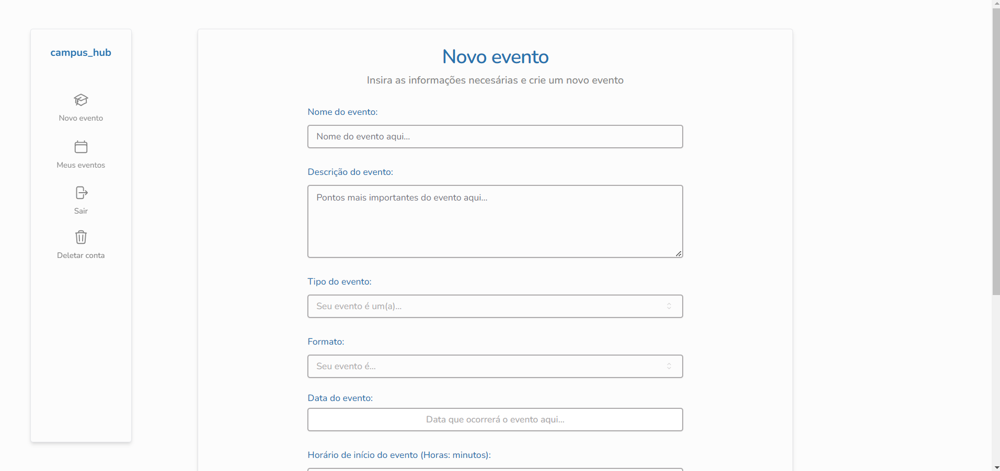 campus_hub
Novo evento
Meus eventos
Sair
Deletar conta
Novo evento
Insira as informações necesárias e crie um novo evento
Nome do evento:
Nome do evento aqui...
Descrição do evento:
Pontos mais importantes do evento aqui...
Tipo do evento:
Seu evento é um(a)...
Formato:
Seu evento é...
Data do evento:
Data que ocorrerá o evento aqui...
Horário de início do evento (Horas: minutos):